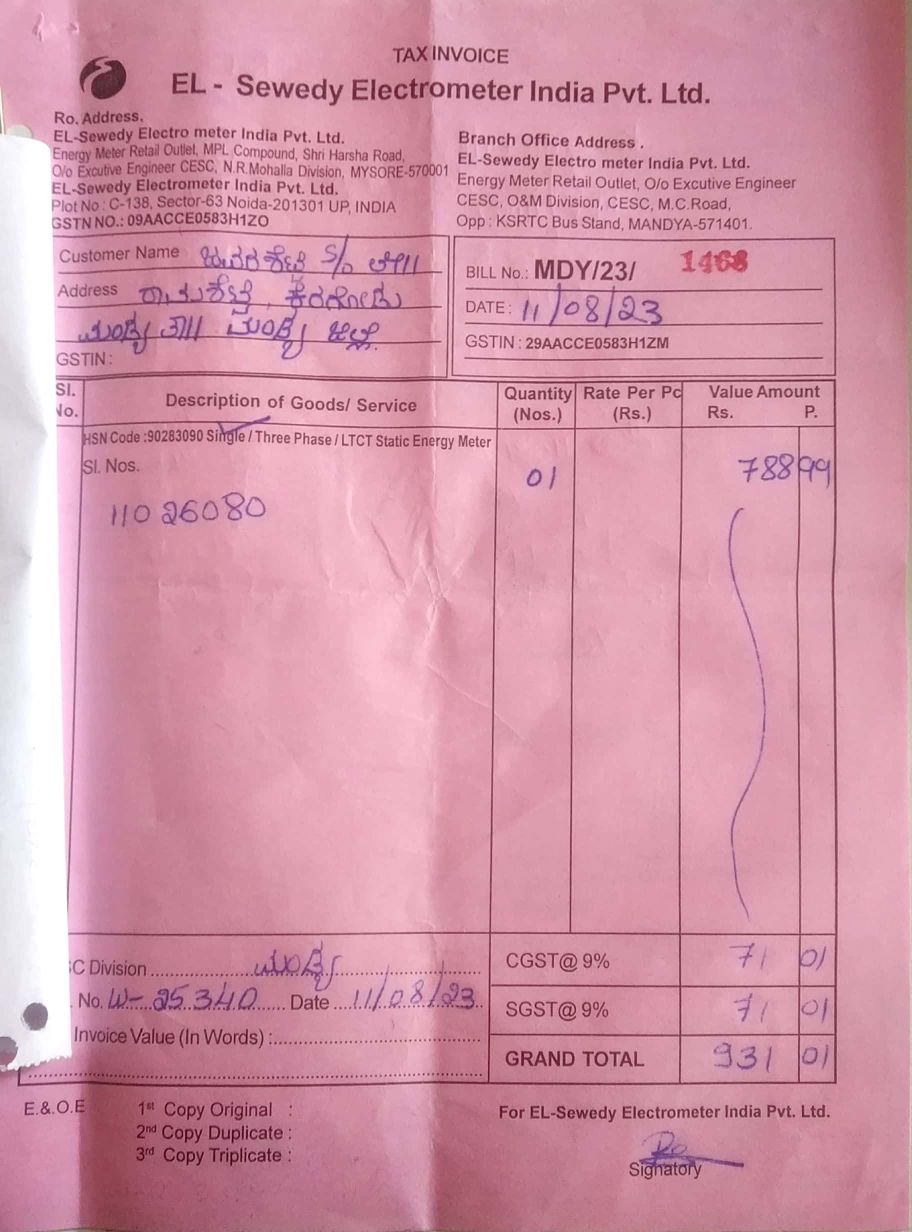 TAX INVOICE
EL - Sewedy Electrometer India Pvt. Ltd.
Ro. Address.
EL-Sewedy Electro meter India Pvt. Ltd.
Energy Meter Retail Outlet, MPL Compound, Shri Harsha Road,
O/o Excutive Engineer CESC, N.R.Mohalla Division, MYSORE-570001
EL-Sewedy Electrometer India Pvt. Ltd.
Plot No : C-138, Sector-63 Noida-201301 UP, INDIA
GSTN NO.: 09AACCE0583H1ZO
Branch Office Address .
EL-Sewedy Electro meter India Pvt. Ltd.
Energy Meter Retail Outlet, O/o Excutive Engineer
CESC, O&M Division, CESC, M.C.Road,
Opp : KSRTC Bus Stand, MANDYA-571401.
Customer Name S/o
Address
ಮಂಡ್ಯ ತಾ|| ಮಂಡ್ಯ ಜಿಲ್ಲೆ
GSTIN :
BILL No.: MDY/23/ 1468
DATE : 11/08/23
GSTIN : 29AACCE0583H1ZM
Sl. No. Description of Goods/ Service Quantity (Nos.) Rate Per Pc (Rs.) Value Amount Rs. P.
HSN Code :90283090 Single / Three Phase / LTCT Static Energy Meter
Sl. Nos. 01 788 99
11026080
C Division ಮಂಡ್ಯ
CGST@ 9% 71 01
. No. W-25340 Date 11/08/23
SGST@ 9% 71 01
Invoice Value (In Words) :
GRAND TOTAL 931 01
E.&.O.E
1st Copy Original :
2nd Copy Duplicate :
3rd Copy Triplicate :
For EL-Sewedy Electrometer India Pvt. Ltd.
Signatory